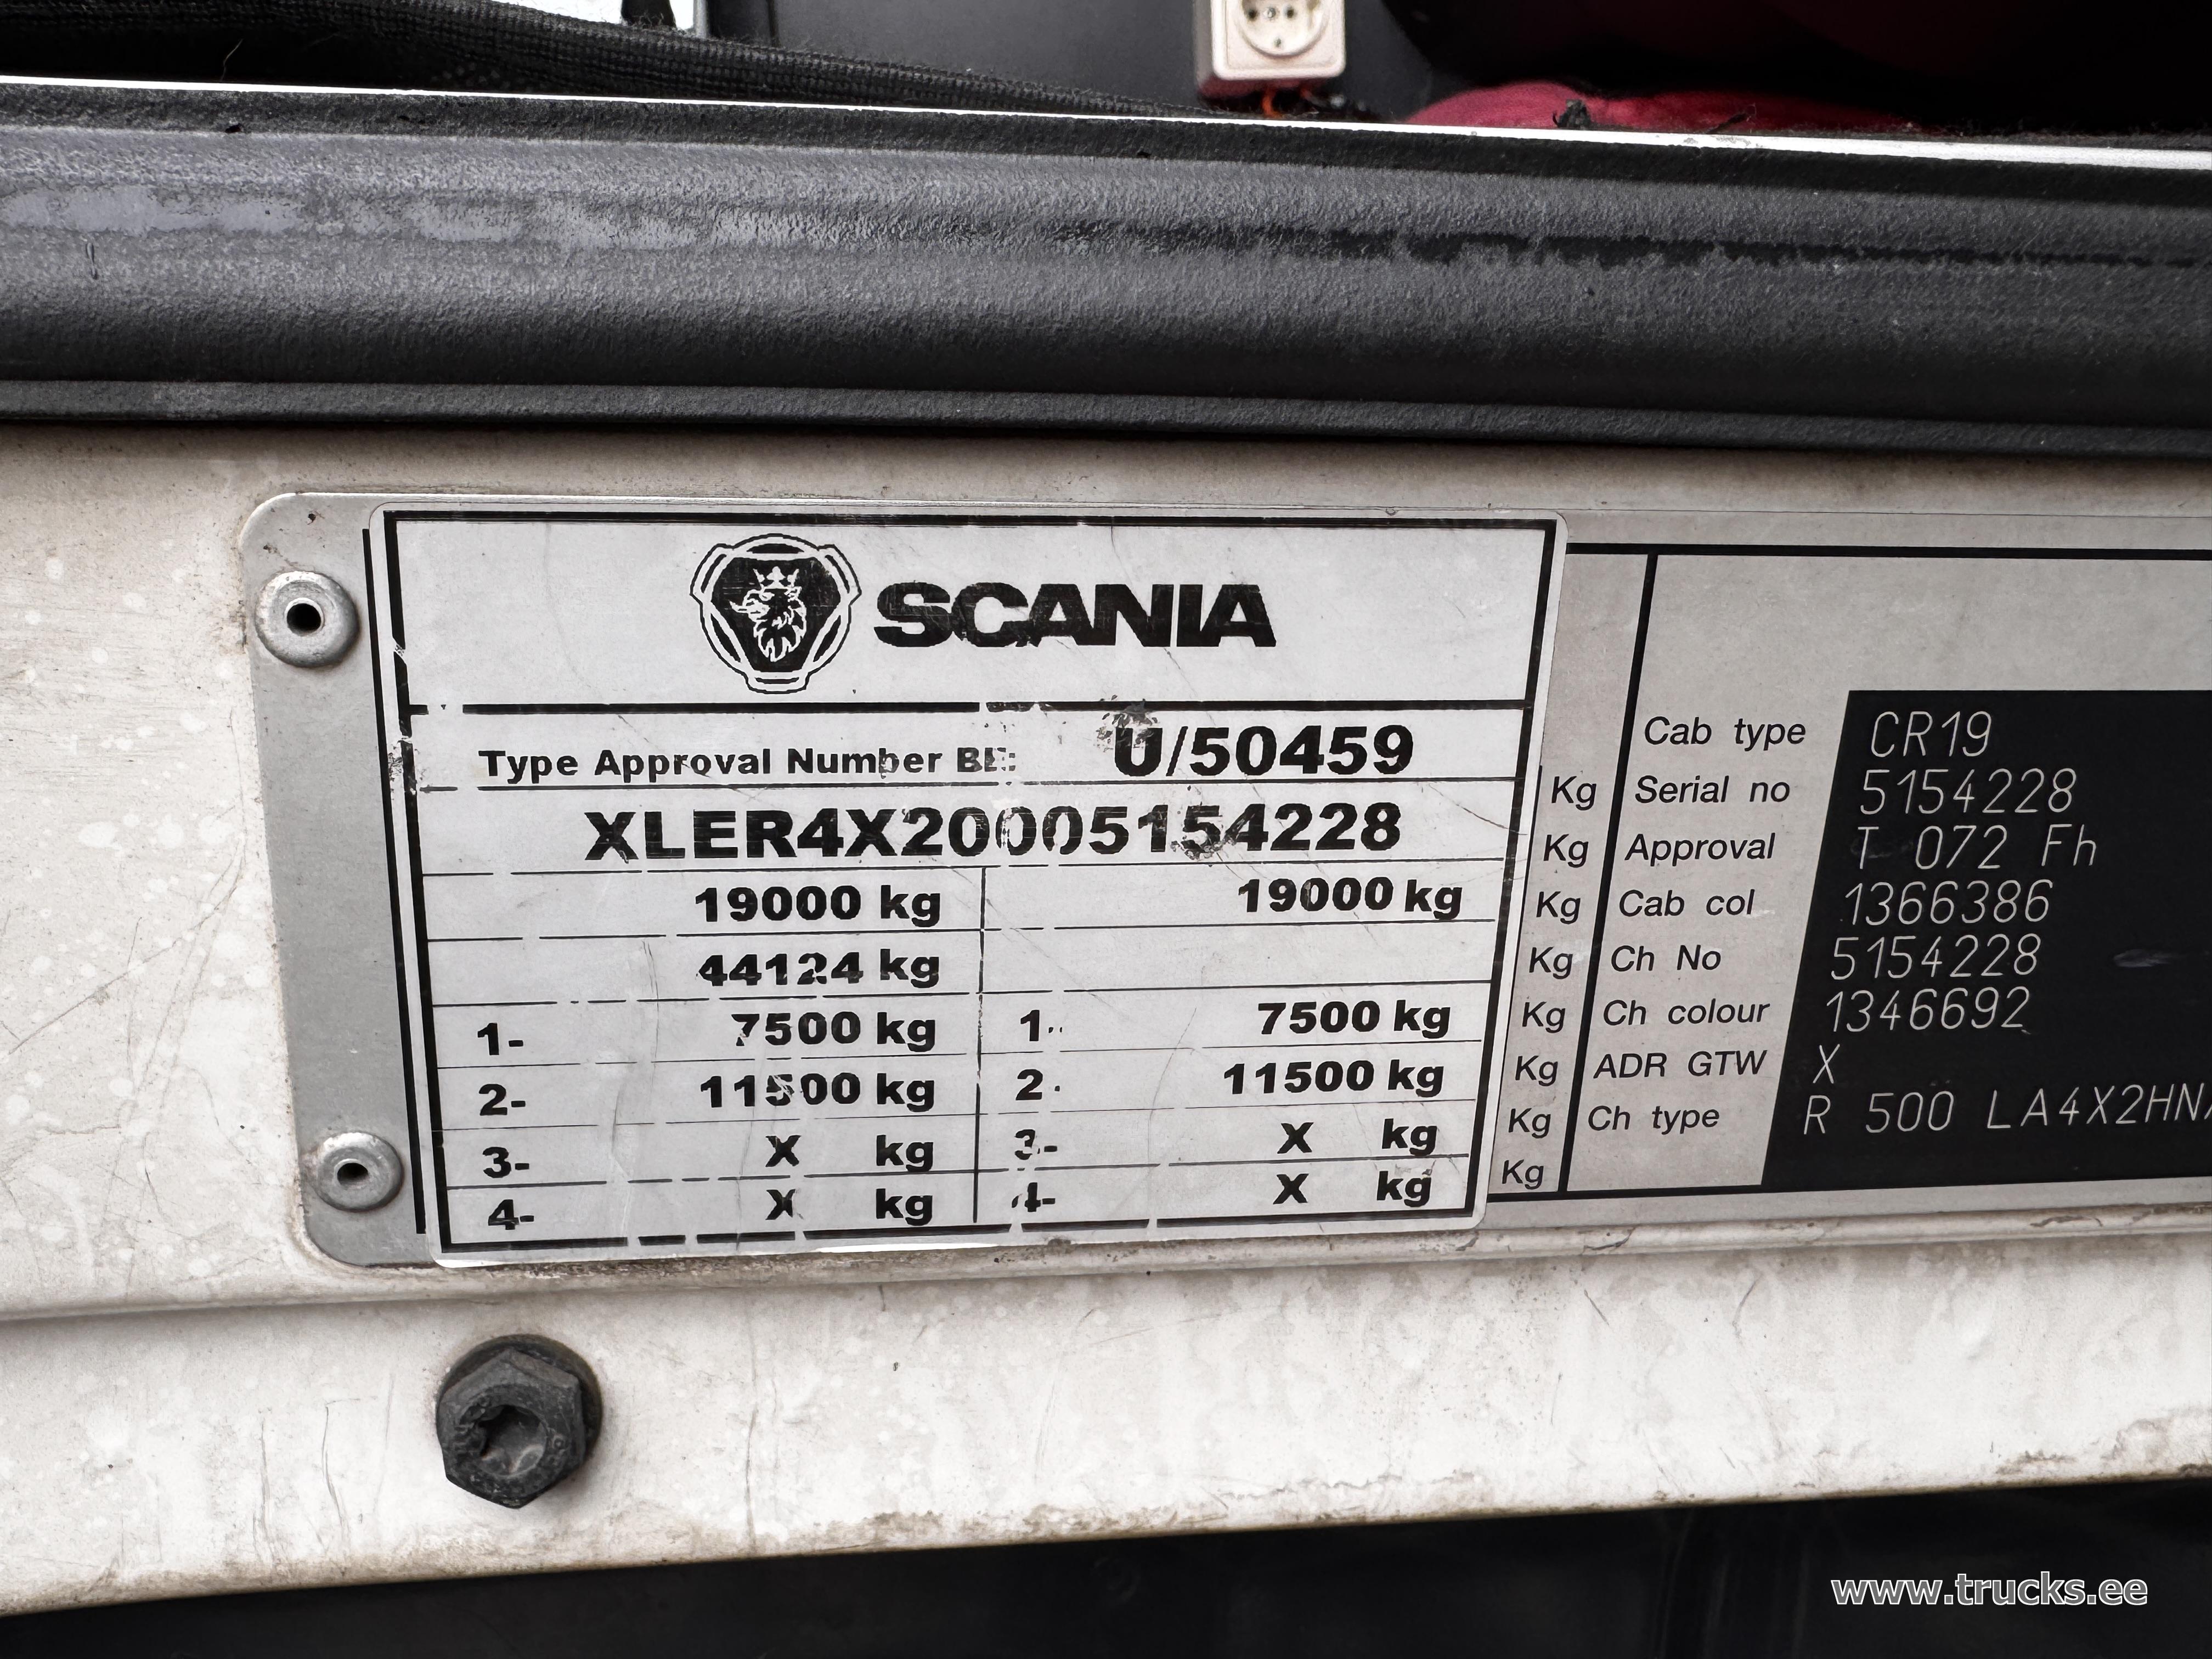 SCANIA
Type Approval Number BE: U/50459
XLER4X20005154228
19000 kg 19000 kg
44124 kg
1- 7500 kg 1- 7500 kg
2- 11500 kg 2- 11500 kg
3- X kg 3- X kg
4- X kg 4- X kg
Cab type CR19
Kg Serial no 5154228
Kg Approval T 072 Fh
Kg Cab col 1366386
Kg Ch No 5154228
Kg Ch colour 1346692
Kg ADR GTW X
Kg Ch type R 500 LA4X2HN
Kg
www.trucks.ee